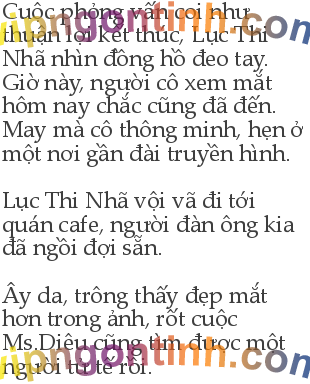 Cuộc phỏng vấn coi như
thuận lợi kết thúc, Lục Thi
Nhã nhìn đồng hồ đeo tay.
Giờ này, người cô xem mắt
hôm nay chắc cũng đã đến.
May mà cô thông minh, hẹn ở
một nơi gần đài truyền hình.

Lục Thi Nhã vội vã đi tới
quán cafe, người đàn ông kia
đã ngồi đợi sẵn.

Ây da, trông thấy đẹp mắt
hơn trong ảnh, rốt cuộc
Ms.Diệu cũng tìm được một
người tử tế rồi.
vipngontinh.com
vipngontinh.com